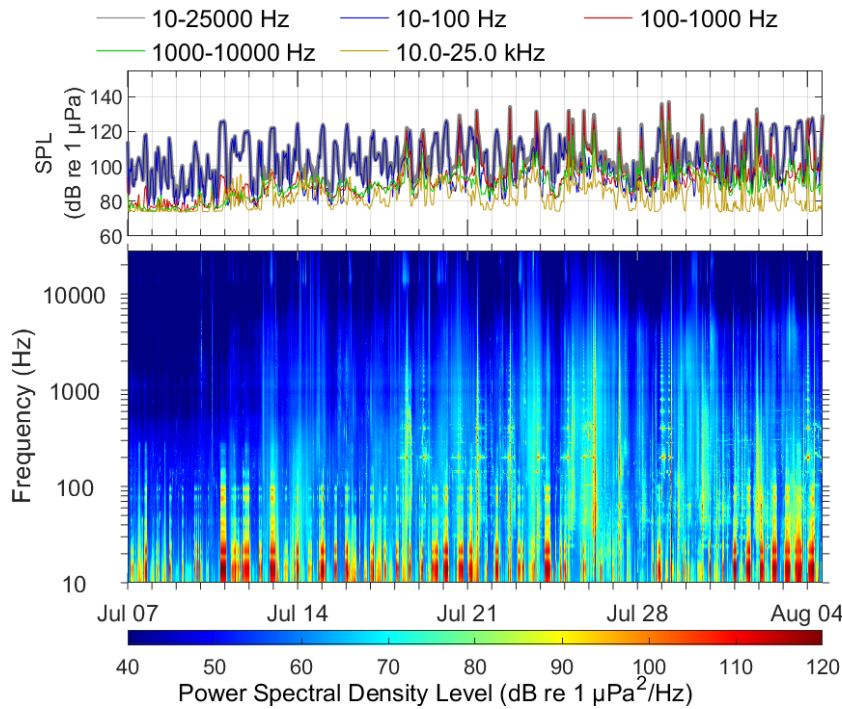 10-25000 Hz 10-100 Hz 100-1000 Hz
1000-10000 Hz 10.0-25.0 kHz
SPL
(dB re 1 µPa)
140
120
100
80
60
Frequency (Hz)
10000
1000
100
10
Jul 07 Jul 14 Jul 21 Jul 28 Aug 04
40 50 60 70 80 90 100 110 120
Power Spectral Density Level (dB re 1 µPa²/Hz)